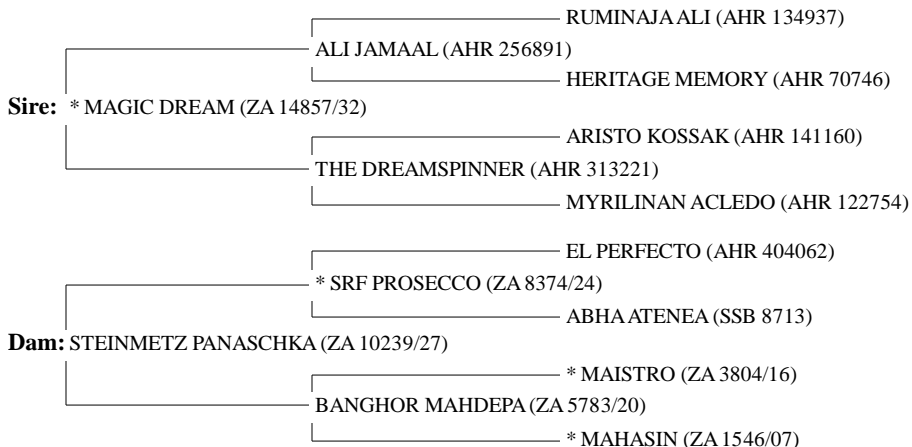 RUMINAJA ALI (AHR 134937)
ALI JAMAAL (AHR 256891)
HERITAGE MEMORY (AHR 70746)
Sire: * MAGIC DREAM (ZA 14857/32)
ARISTO KOSSAK (AHR 141160)
THE DREAMSPINNER (AHR 313221)
MYRILINAN ACLEDO (AHR 122754)
EL PERFECTO (AHR 404062)
* SRF PROSECCO (ZA 8374/24)
ABHA ATENEA (SSB 8713)
Dam: STEINMETZ PANASCHKA (ZA 10239/27)
* MAISTRO (ZA 3804/16)
BANGHOR MAHDEPA (ZA 5783/20)
* MAHASIN (ZA 1546/07)